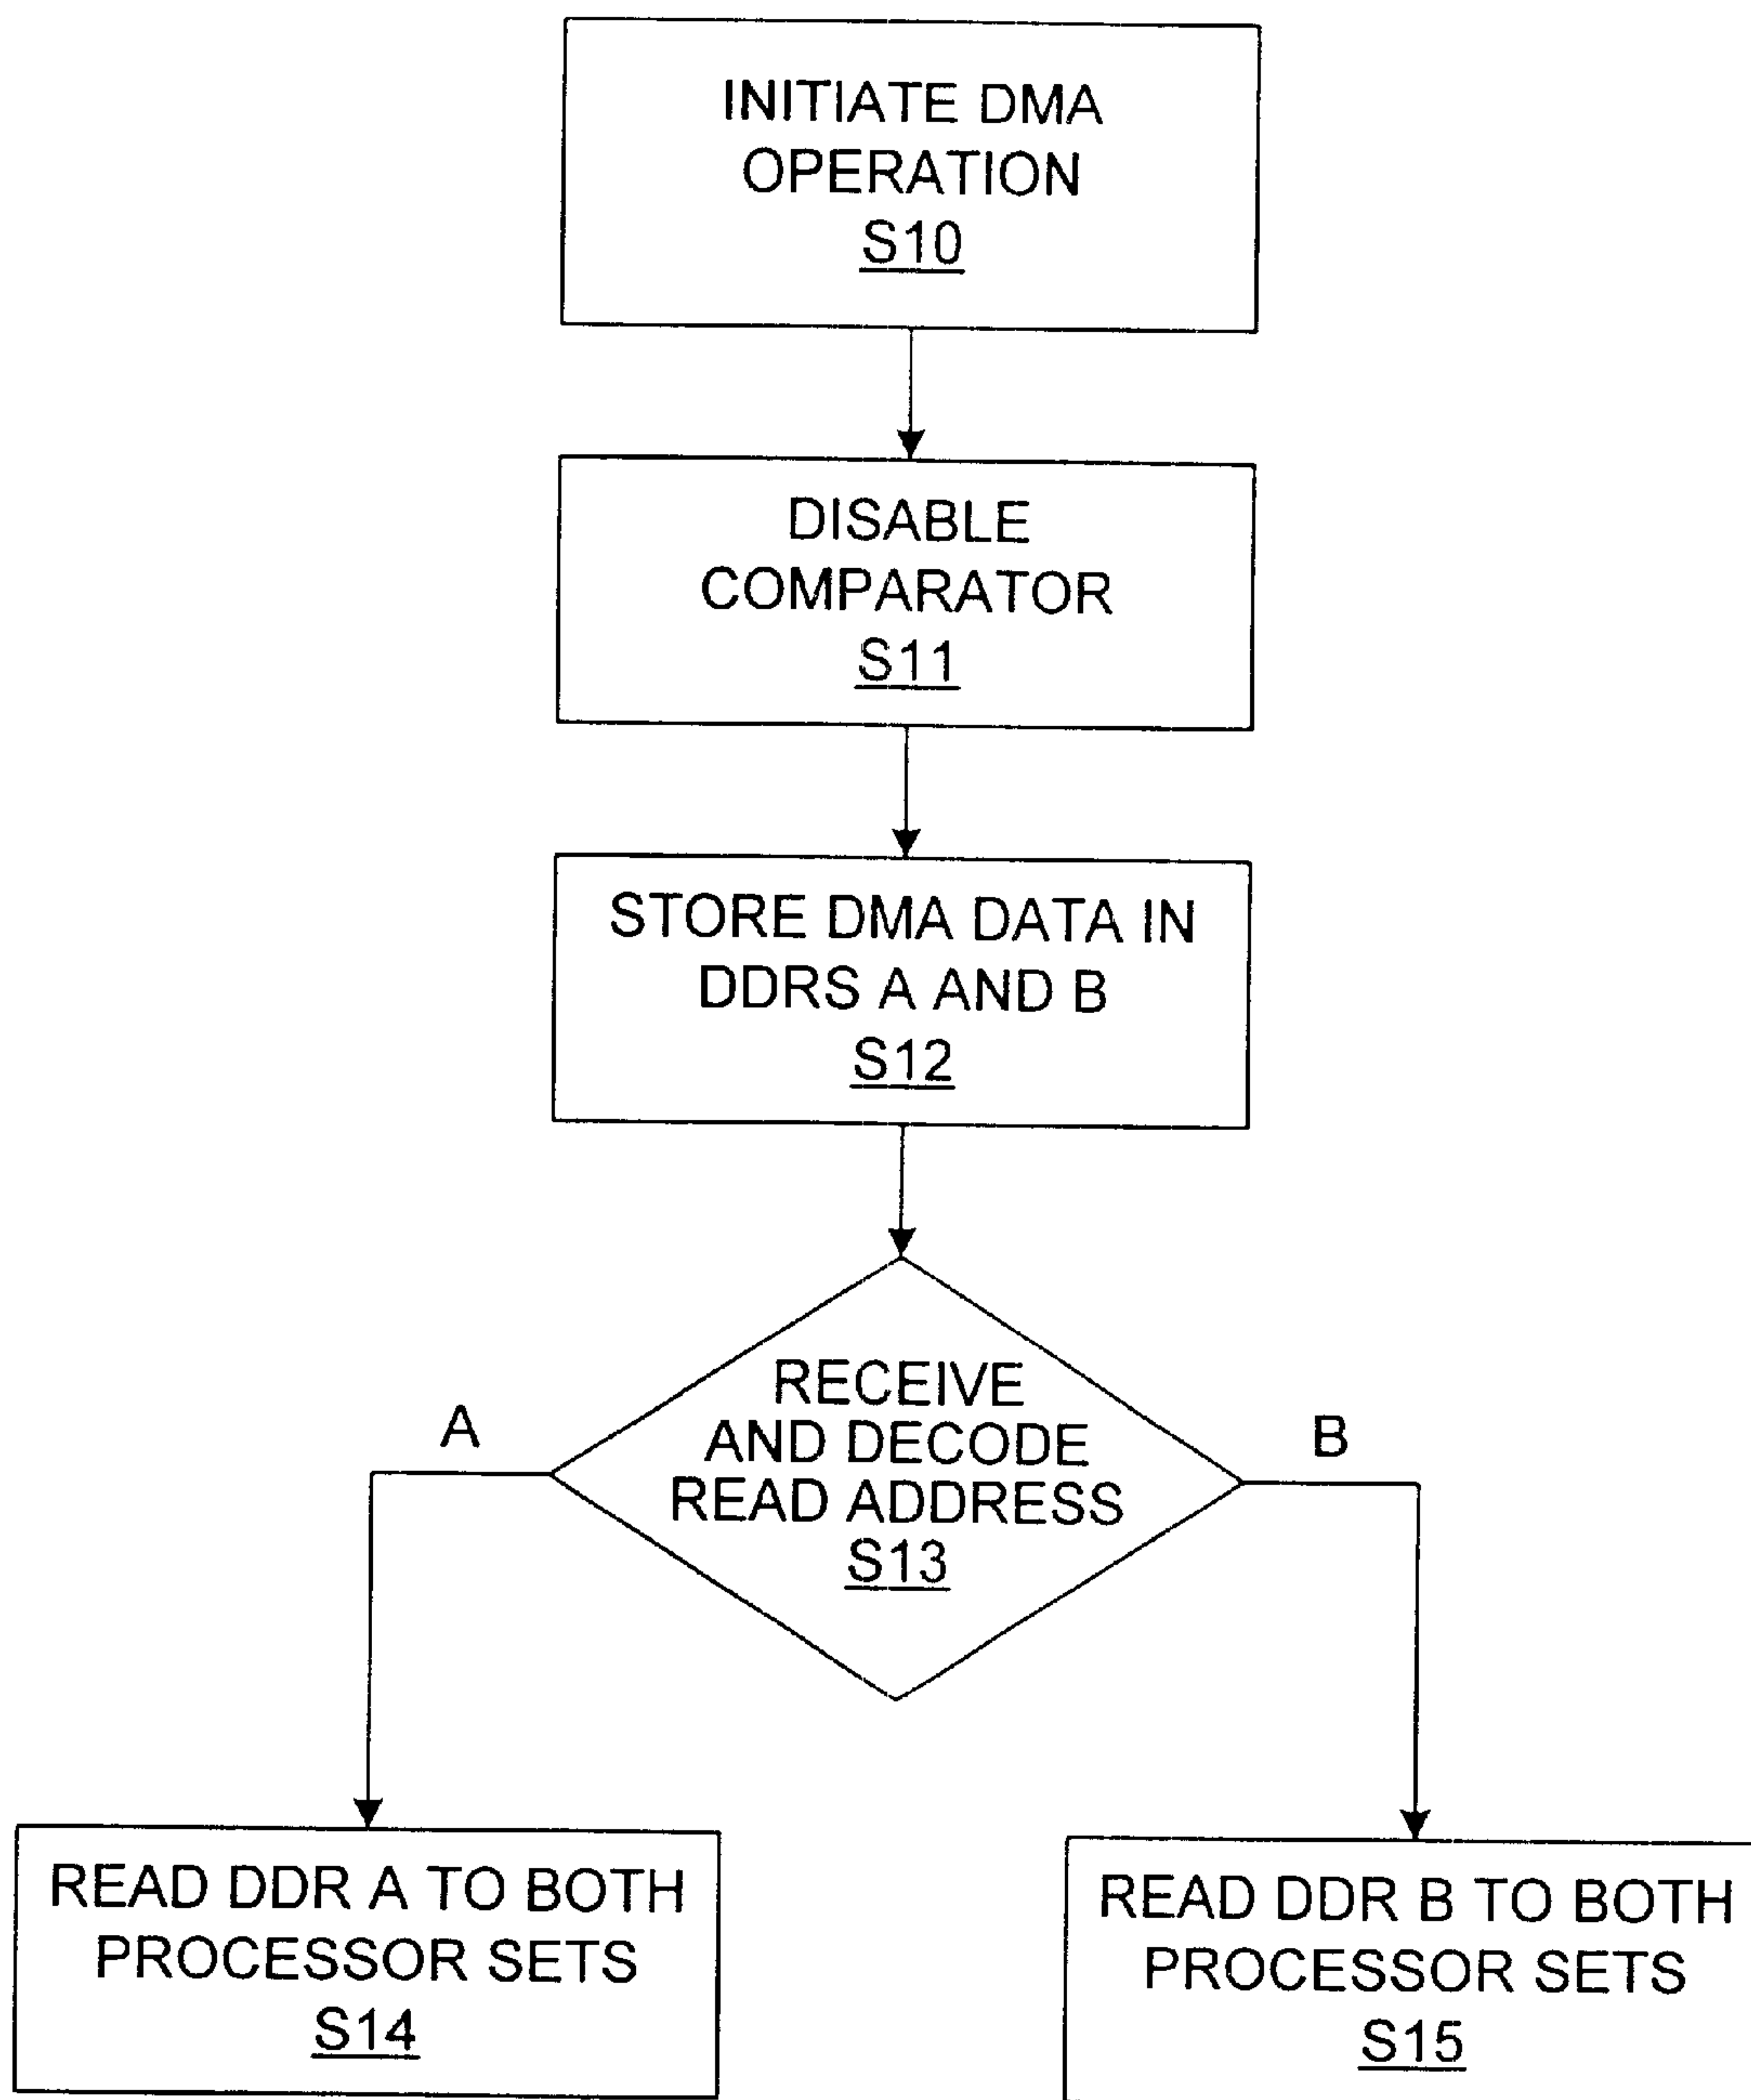 INITIATE DMA
OPERATION
S10
DISABLE
COMPARATOR
S11
STORE DMA DATA IN
DDRS A AND B
S12
RECEIVE
AND DECODE
READ ADDRESS
S13
A
B
READ DDR A TO BOTH
PROCESSOR SETS
S14
READ DDR B TO BOTH
PROCESSOR SETS
S15